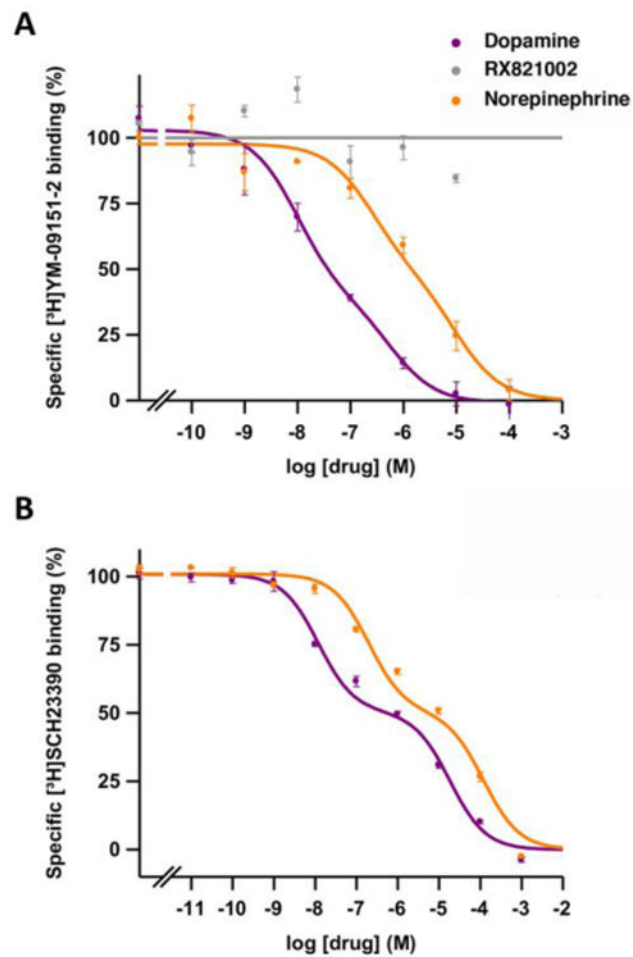 A
Dopamine
RX821002
Norepinephrine
Specific [³H]YM-09151-2 binding (%)
100
75
50
25
0
-10 -9 -8 -7 -6 -5 -4 -3
log [drug] (M)
B
Specific [³H]SCH23390 binding (%)
100
75
50
25
0
-11 -10 -9 -8 -7 -6 -5 -4 -3 -2
log [drug] (M)